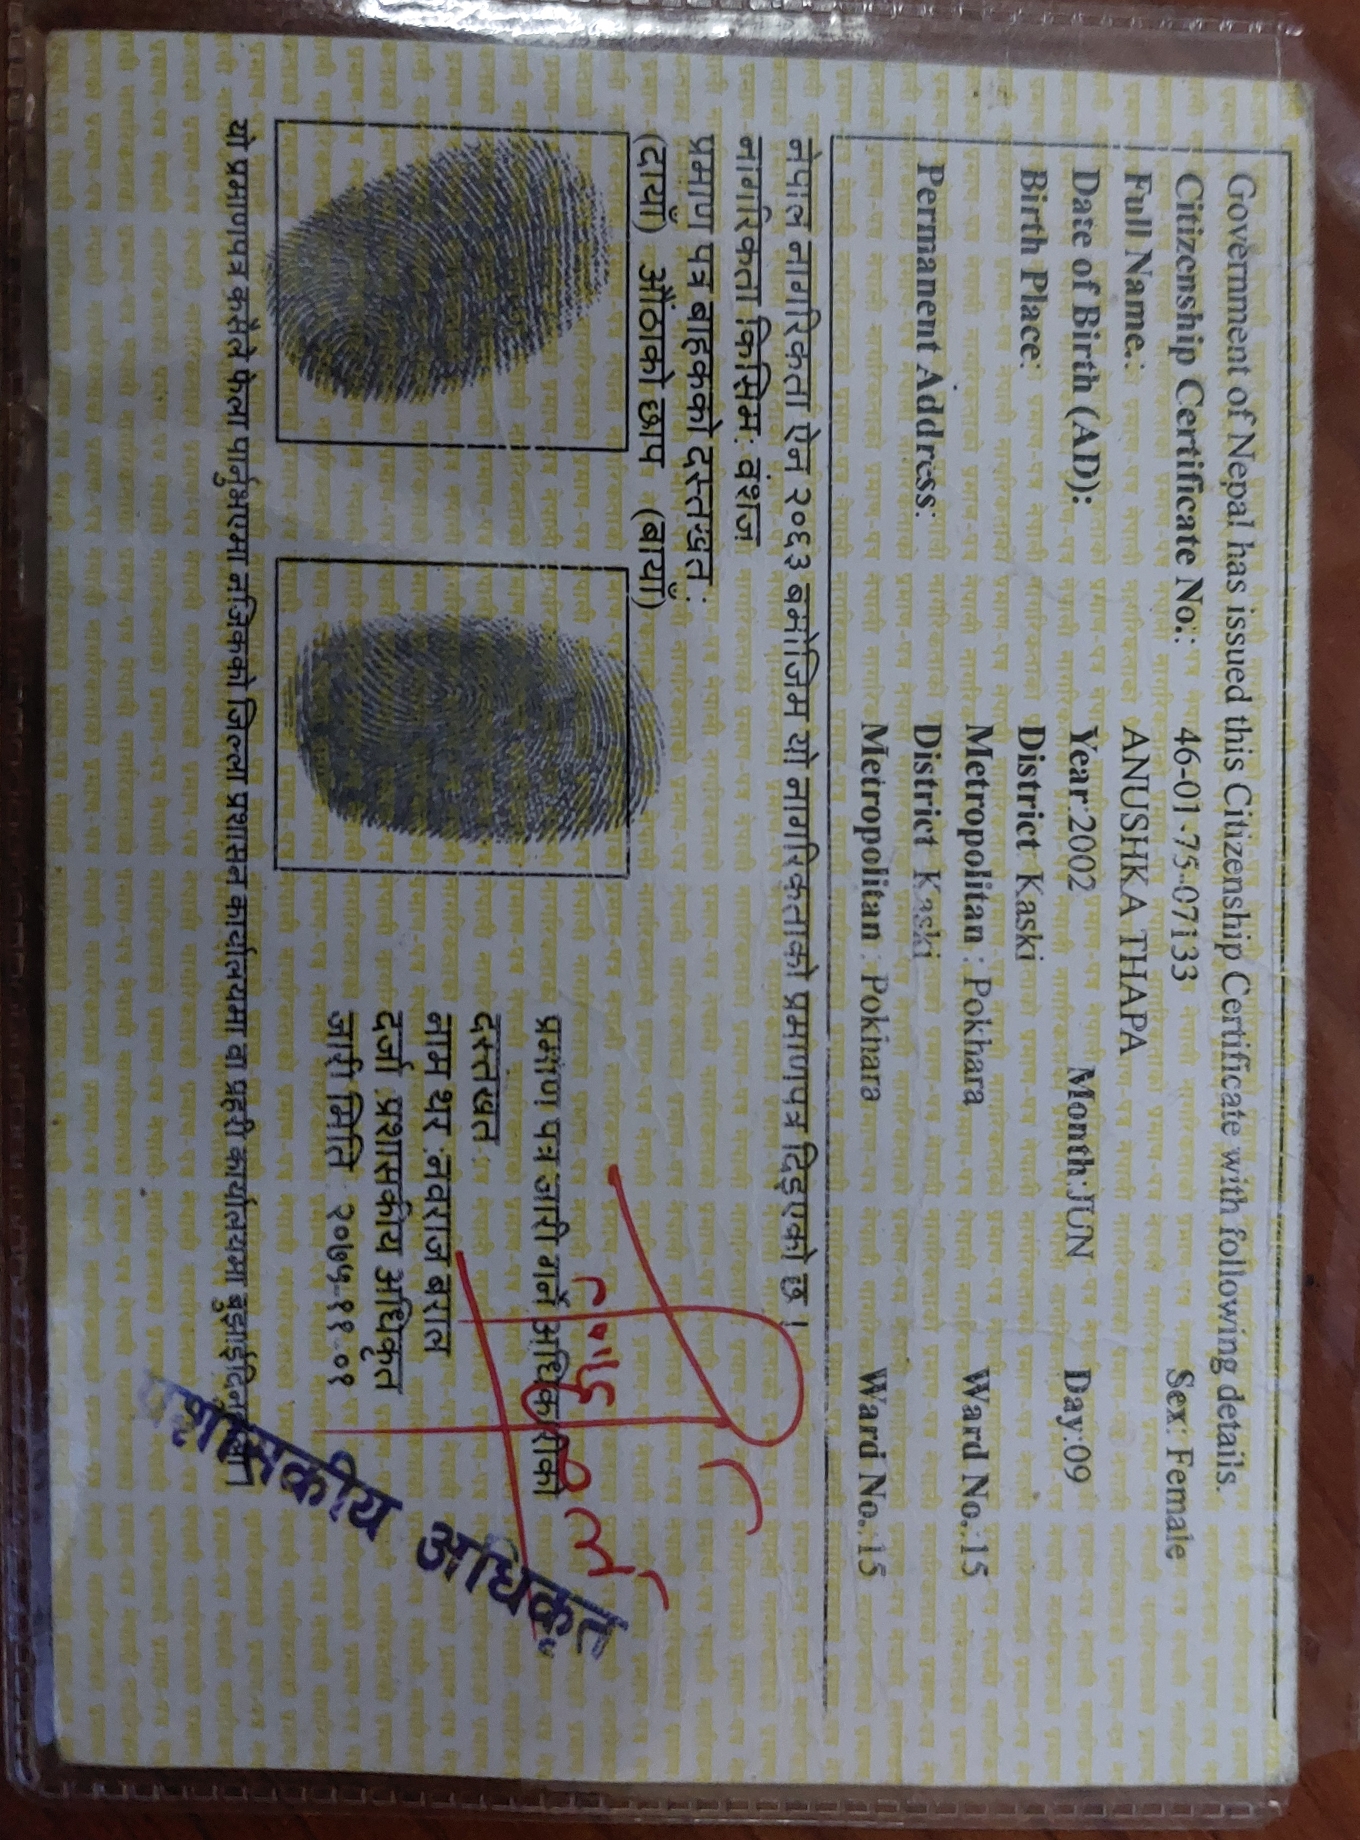 Government of Nepal has issued this Citizenship Certificate with following details.
Citizenship Certificate No.: 46-01-75-07133 Sex: Female
Full Name.: ANUSHKA THAPA
Date of Birth (AD): Year:2002 Month:JUN Day:09
Birth Place: District Kaski
Metropolitan : Pokhara Ward No.:15
Permanent Address: District Kaski
Metropolitan : Pokhara Ward No.:15
नेपाल नागरिकता ऐन २०६३ बमोजिम यो नागरिकताको प्रमाणपत्र दिइएको छ ।
नागरिकता किसिम: वंशज
प्रमाण पत्र बाहकको दस्तखत :
(दायाँ) औंठाको छाप (बायाँ)
प्रमाण पत्र जारी गर्ने अधिकारीको
दस्तखत :
नाम थर :नवराज बराल
दर्जा प्रशासकीय अधिकृत
जारी मिति : २०७५-११-०१
यो प्रमाणपत्र कसैले फेला पार्नुभएमा नजिकको जिल्ला प्रशासन कार्यालयमा वा प्रहरी कार्यालयमा बुझाईदिनु
प्रशासकीय अधिकृत